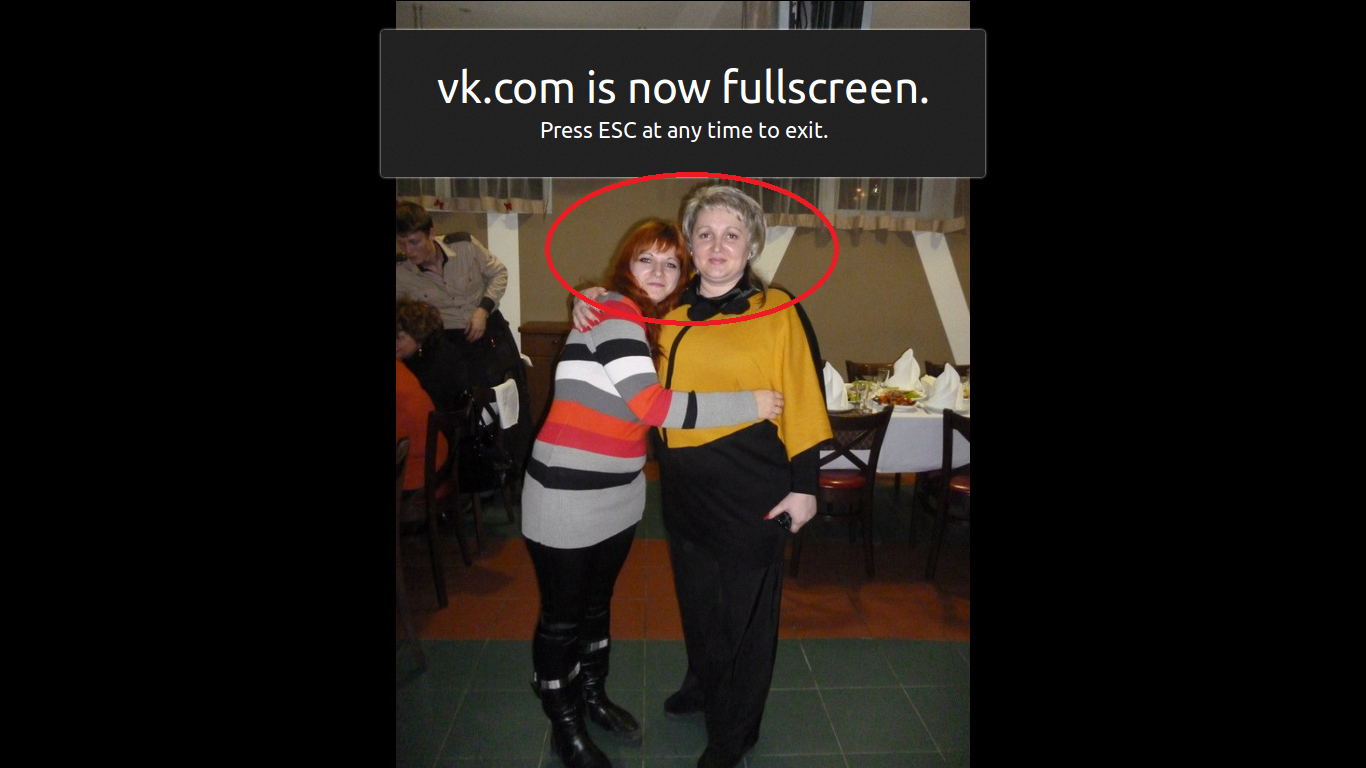 vk.com is now fullscreen.
Press ESC at any time to exit.